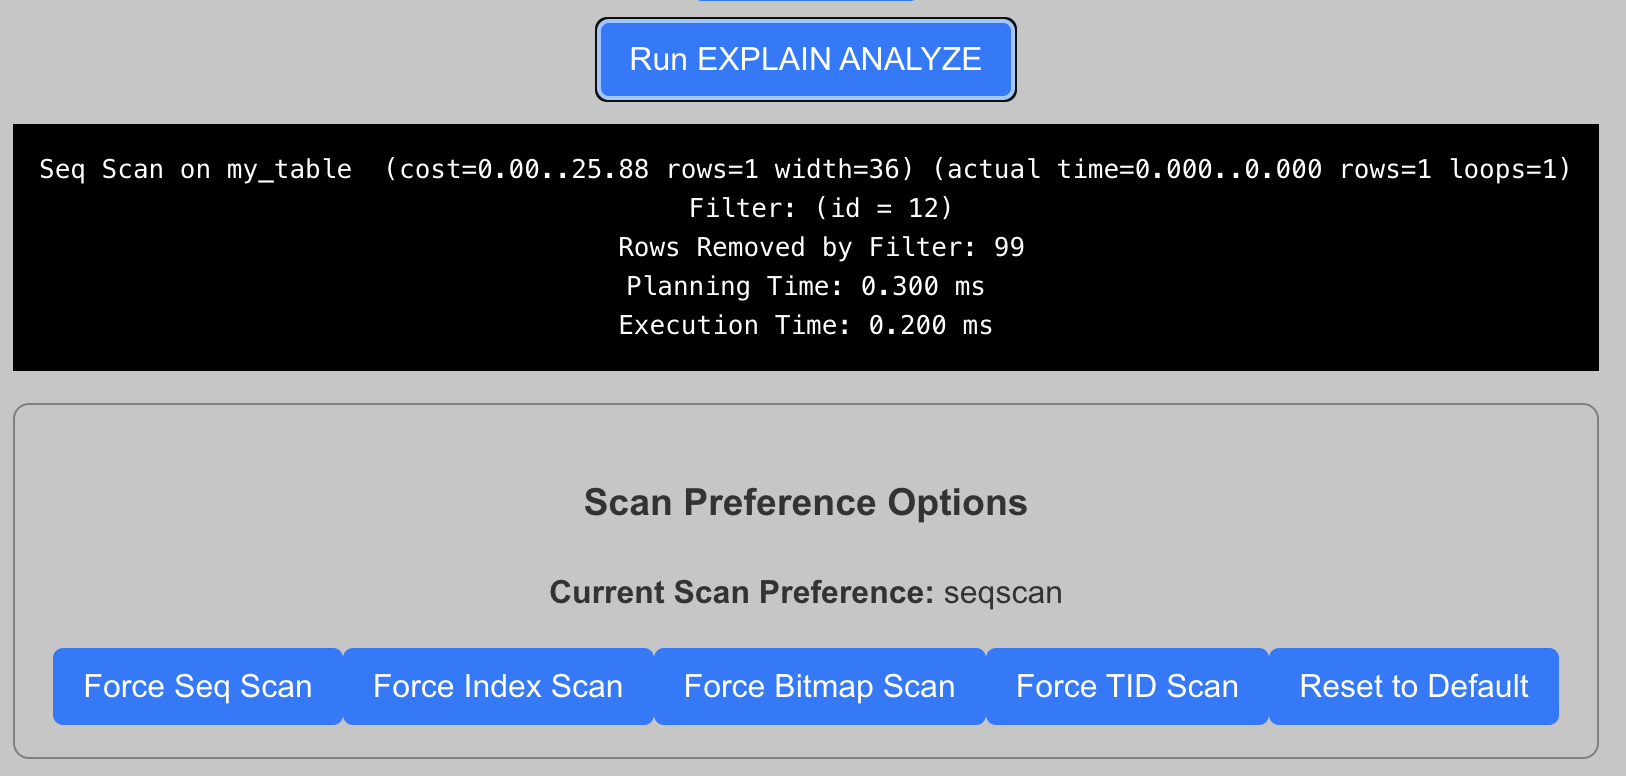 Run EXPLAIN ANALYZE
Seq Scan on my_table  (cost=0.00..25.88 rows=1 width=36) (actual time=0.000..0.000 rows=1 loops=1)
Filter: (id = 12)
Rows Removed by Filter: 99
Planning Time: 0.300 ms
Execution Time: 0.200 ms
Scan Preference Options
Current Scan Preference: seqscan
Force Seq Scan
Force Index Scan
Force Bitmap Scan
Force TID Scan
Reset to Default